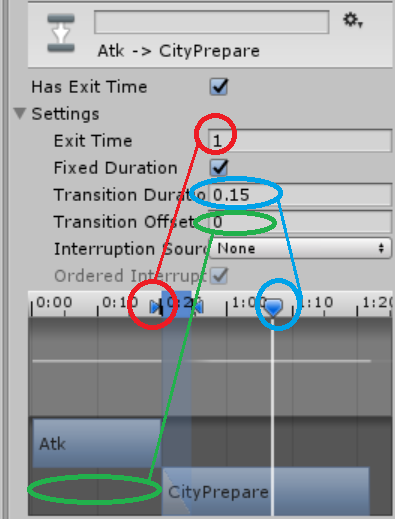 Atk -> CityPrepare
Has Exit Time
Settings
Exit Time 1
Fixed Duration
Transition Duratio 0.15
Transition Offset 0
Interruption Sour None
Ordered Interrupt
0:00 0:10 0:20 1:00 1:10 1:20
Atk
CityPrepare